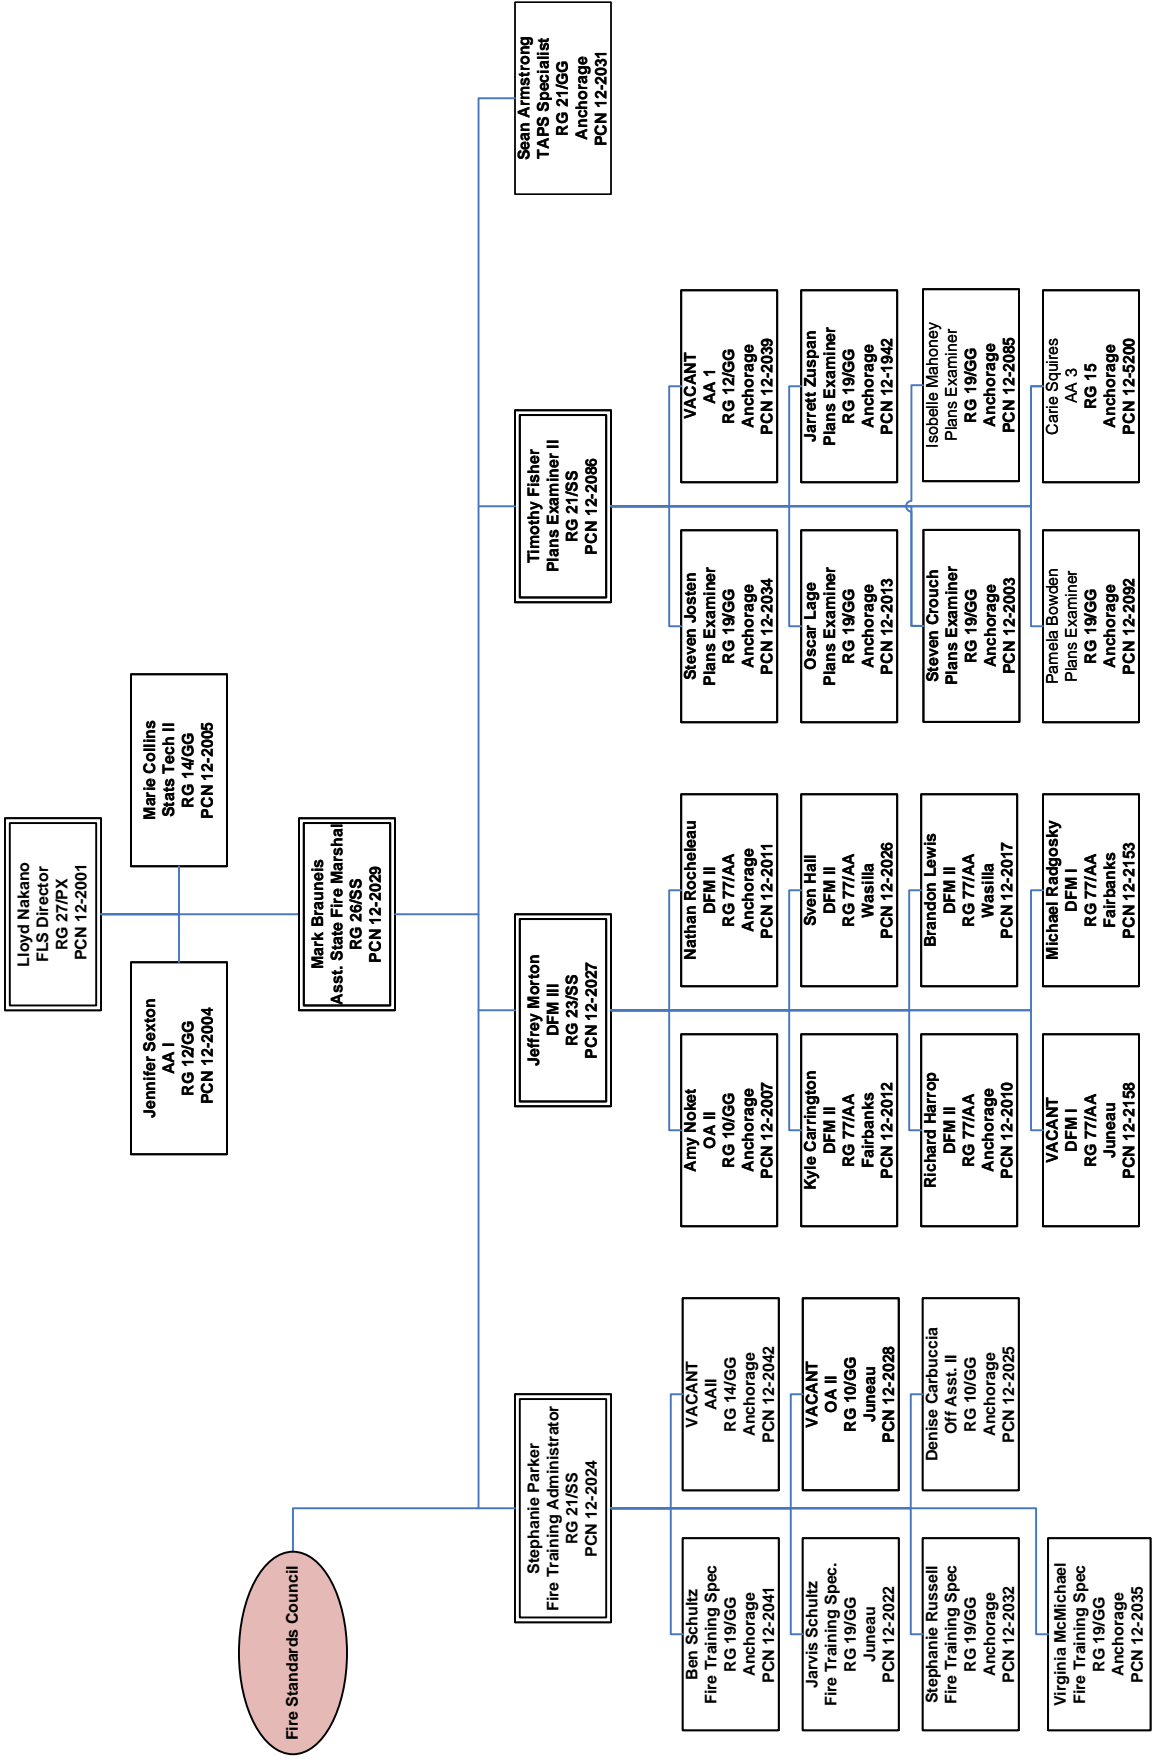 Lloyd Nakano
FLS Director
RG 27/PX
PCN 12-2001
Jennifer Sexton
AA I
RG 12/GG
PCN 12-2004
Marie Collins
Stats Tech II
RG 14/GG
PCN 12-2005
Fire Standards Council
Mark Brauneis
Asst. State Fire Marshal
RG 26/SS
PCN 12-2029
Stephanie Parker
Fire Training Administrator
RG 21/SS
PCN 12-2024
Jeffrey Morton
DFM III
RG 23/SS
PCN 12-2027
Timothy Fisher
Plans Examiner II
RG 21/SS
PCN 12-2086
Sean Armstrong
TAPS Specialist
RG 21/GG
Anchorage
PCN 12-2031
Ben Schultz
Fire Training Spec
RG 19/GG
Anchorage
PCN 12-2041
VACANT
AAII
RG 14/GG
Anchorage
PCN 12-2042
Amy Noket
OA II
RG 10/GG
Anchorage
PCN 12-2007
Nathan Rocheleau
DFM II
RG 77/AA
Anchorage
PCN 12-2011
Steven Josten
Plans Examiner
RG 19/GG
Anchorage
PCN 12-2034
VACANT
AA 1
RG 12/GG
Anchorage
PCN 12-2039
Jarvis Schultz
Fire Training Spec.
RG 19/GG
Juneau
PCN 12-2022
VACANT
OA II
RG 10/GG
Juneau
PCN 12-2028
Kyle Carrington
DFM II
RG 77/AA
Fairbanks
PCN 12-2012
Sven Hall
DFM II
RG 77/AA
Wasilla
PCN 12-2026
Oscar Lage
Plans Examiner
RG 19/GG
Anchorage
PCN 12-2013
Jarrett Zuspan
Plans Examiner
RG 19/GG
Anchorage
PCN 12-1942
Stephanie Russell
Fire Training Spec
RG 19/GG
Anchorage
PCN 12-2032
Denise Carbuccia
Off Asst. II
RG 10/GG
Anchorage
PCN 12-2025
Richard Harrop
DFM II
RG 77/AA
Anchorage
PCN 12-2010
Brandon Lewis
DFM II
RG 77/AA
Wasilla
PCN 12-2017
Steven Crouch
Plans Examiner
RG 19/GG
Anchorage
PCN 12-2003
Isobelle Mahoney
Plans Examiner
RG 19/GG
Anchorage
PCN 12-2085
Virginia McMichael
Fire Training Spec
RG 19/GG
Anchorage
PCN 12-2035
VACANT
DFM I
RG 77/AA
Juneau
PCN 12-2158
Michael Radgosky
DFM I
RG 77/AA
Fairbanks
PCN 12-2153
Pamela Bowden
Plans Examiner
RG 19/GG
Anchorage
PCN 12-2092
Carie Squires
AA 3
RG 15
Anchorage
PCN 12-5200